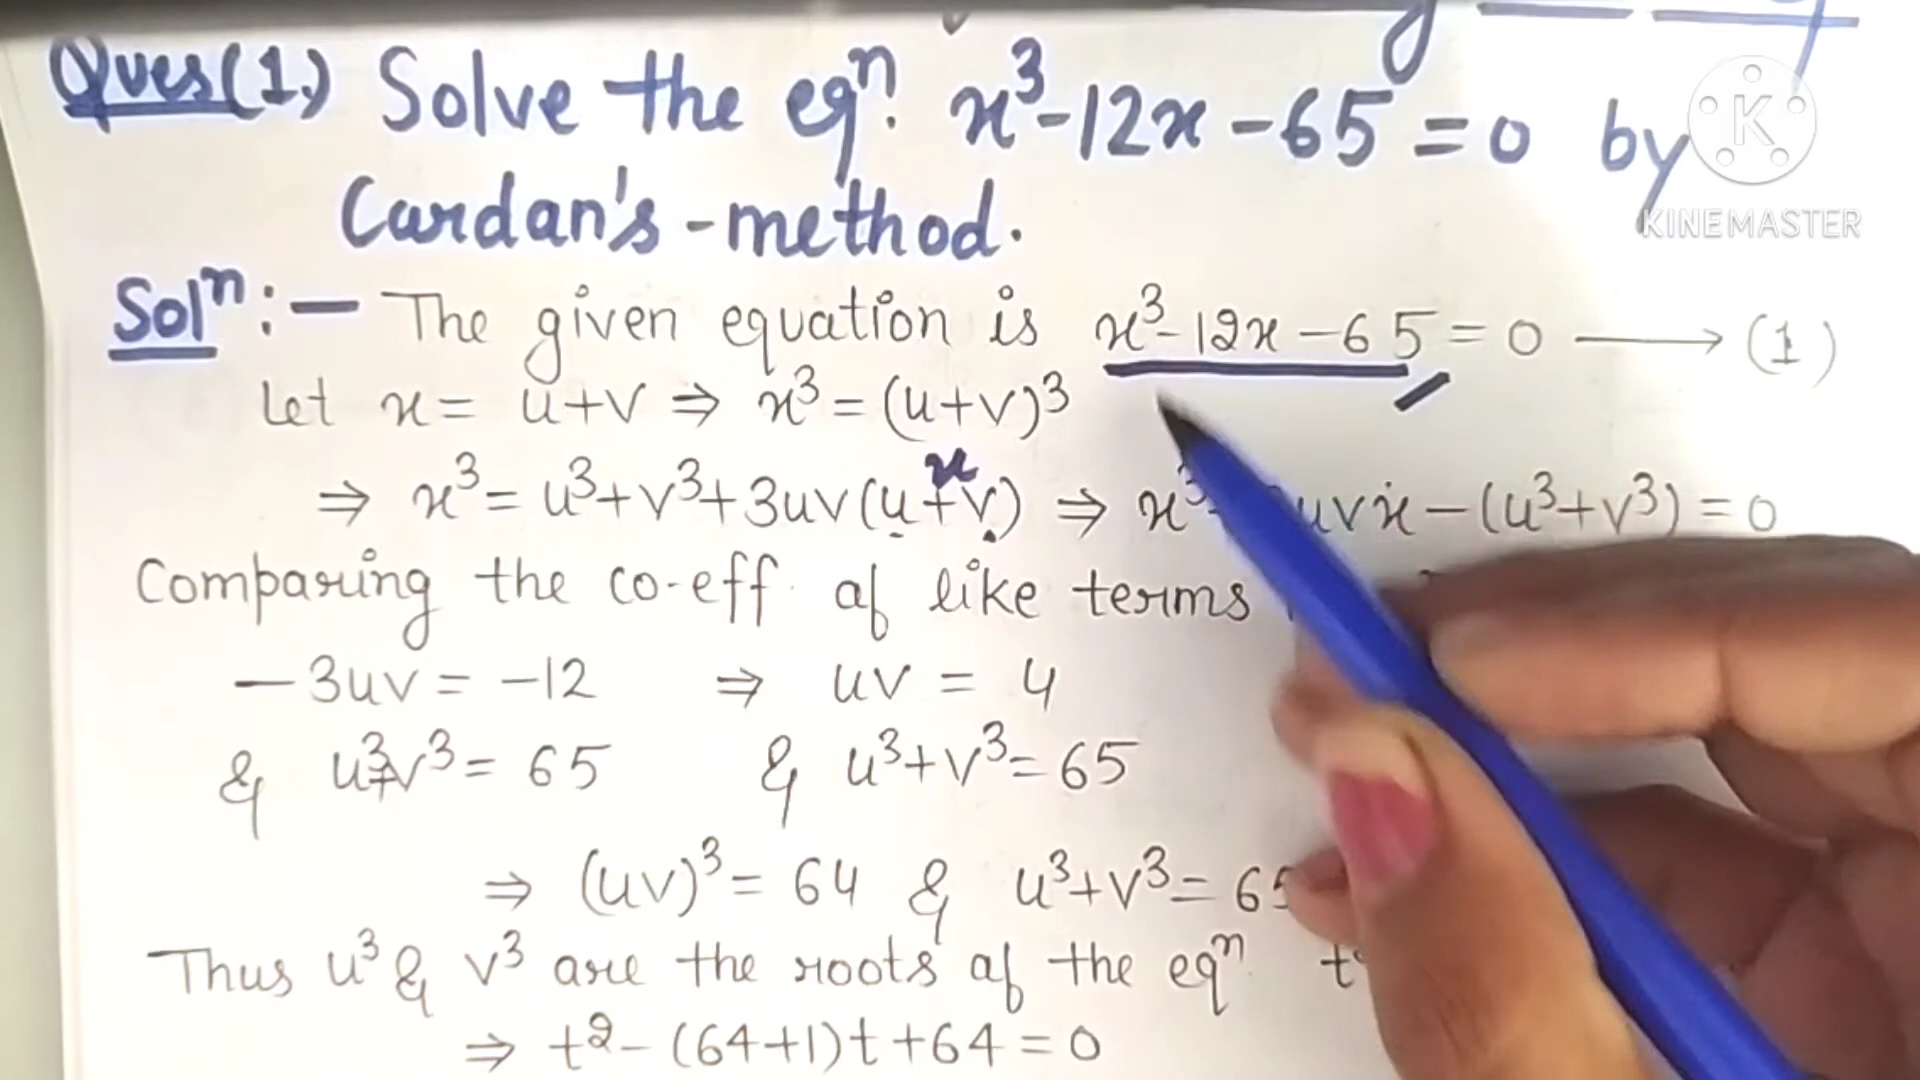 Ques(1.) Solve the eqⁿ. x³-12x-65=0 by
Cardan's-method.
Solⁿ:— The given equation is x³-12x-65=0 ⟶ (1)
Let x= u+v ⇒ x³=(u+v)³
⇒ x³= u³+v³+3uv(u+v) ⇒ x³ uvx-(u³+v³)=0
x
Comparing the co-eff. of like terms
-3uv= -12 ⇒ uv = 4
& u³+v³= 65 & u³+v³=65
⇒ (uv)³= 64 & u³+v³= 65
Thus u³ & v³ are the roots of the eqⁿ. t
⇒ t²-(64+1)t+64=0
K
KINEMASTER